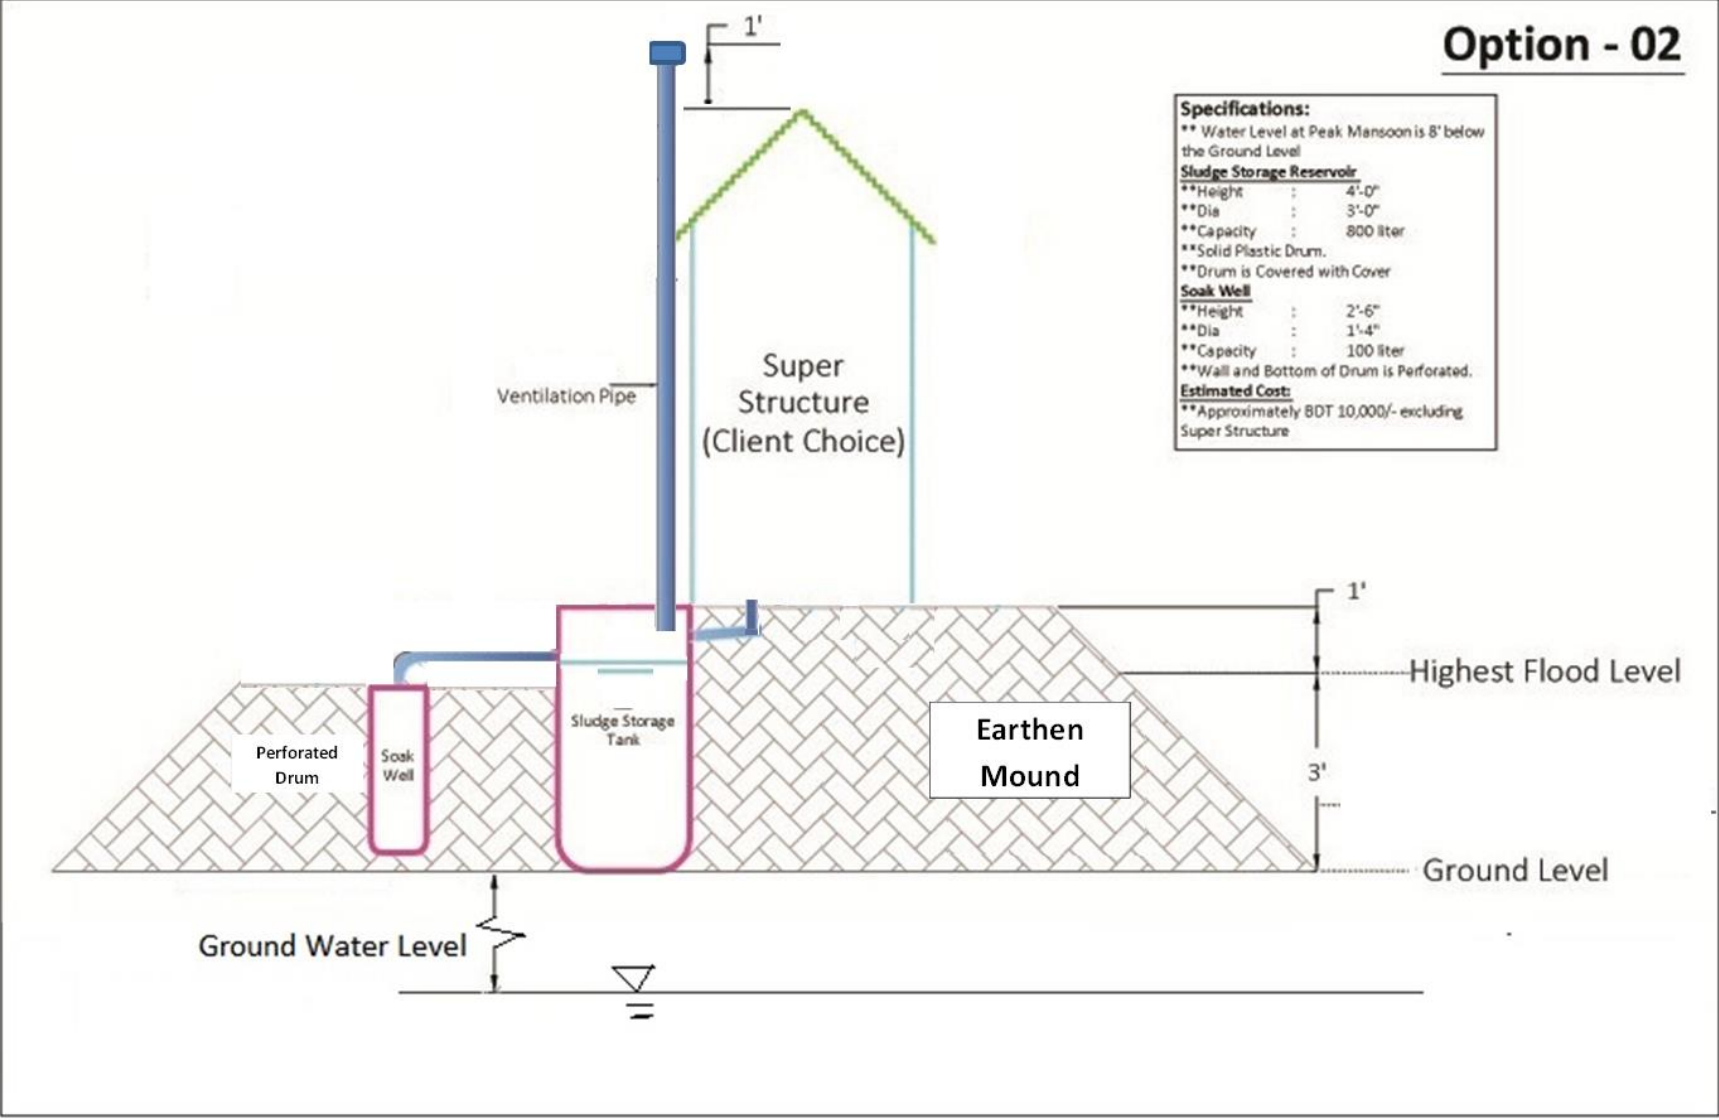 1'
Option - 02
Specifications:
** Water Level at Peak Mansoon is 8' below
the Ground Level
Sludge Storage Reservoir
**Height : 4'-0"
**Dia : 3'-0"
**Capacity : 800 liter
**Solid Plastic Drum.
**Drum is Covered with Cover
Soak Well
**Height : 2'-6"
**Dia : 1'-4"
**Capacity : 100 liter
**Wall and Bottom of Drum is Perforated.
Estimated Cost:
**Approximately BDT 10,000/- excluding
Super Structure
Super
Structure
(Client Choice)
Ventilation Pipe
1'
Highest Flood Level
Sludge Storage
Tank
Earthen
Mound
Perforated
Drum
Soak
Well
3'
Ground Level
Ground Water Level